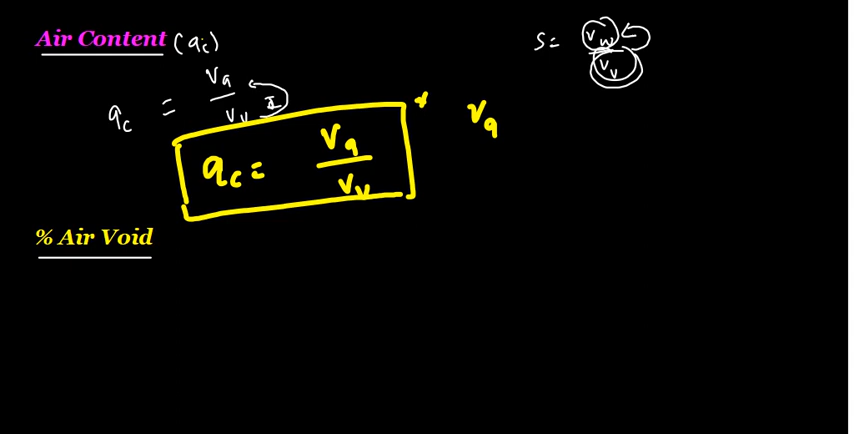 Air Content (ac)
S = Vw / Vv
ac = Va / Vv
ac = Va / Vv
Va
% Air Void